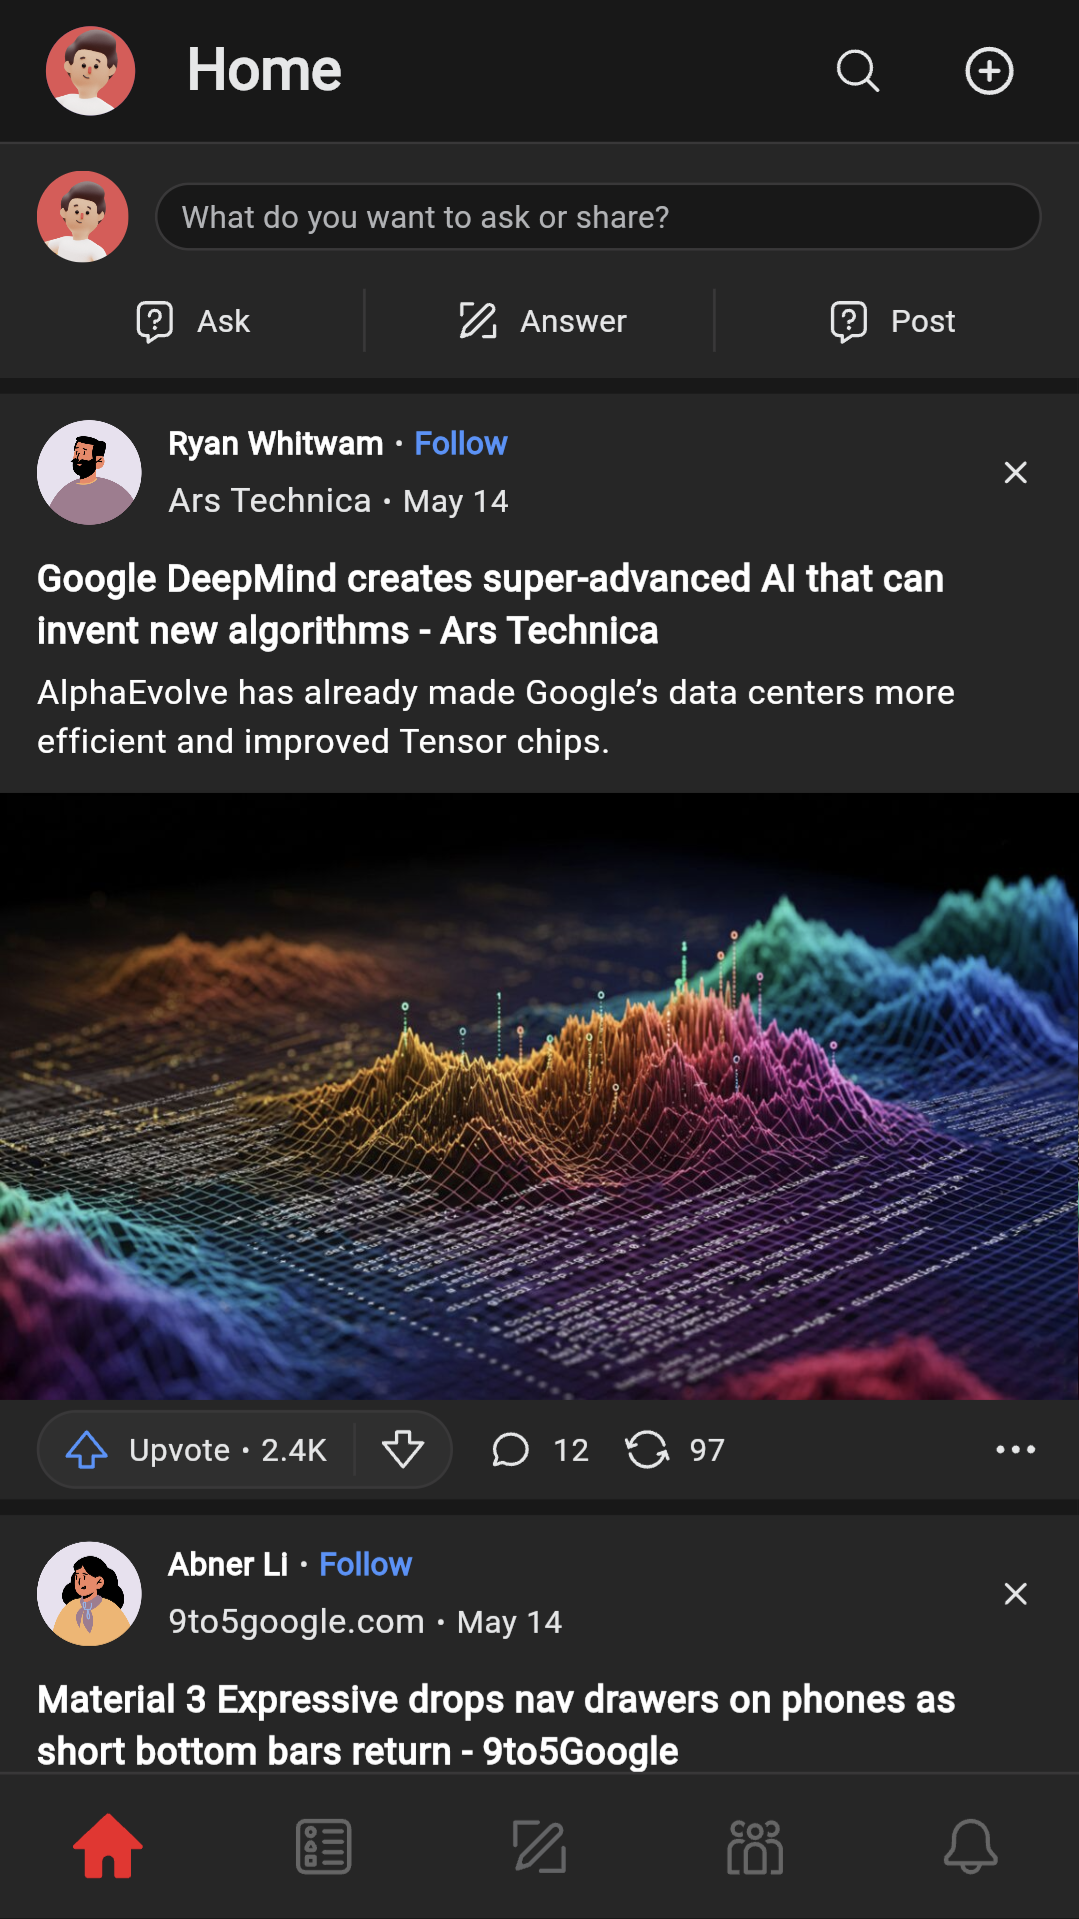 Home
What do you want to ask or share?
Ask
Answer
Post
Ryan Whitwam • Follow
Ars Technica • May 14
Google DeepMind creates super-advanced AI that can
invent new algorithms - Ars Technica
AlphaEvolve has already made Google’s data centers more
efficient and improved Tensor chips.
Upvote • 2.4K
12
97
Abner Li • Follow
9to5google.com • May 14
Material 3 Expressive drops nav drawers on phones as
short bottom bars return - 9to5Google